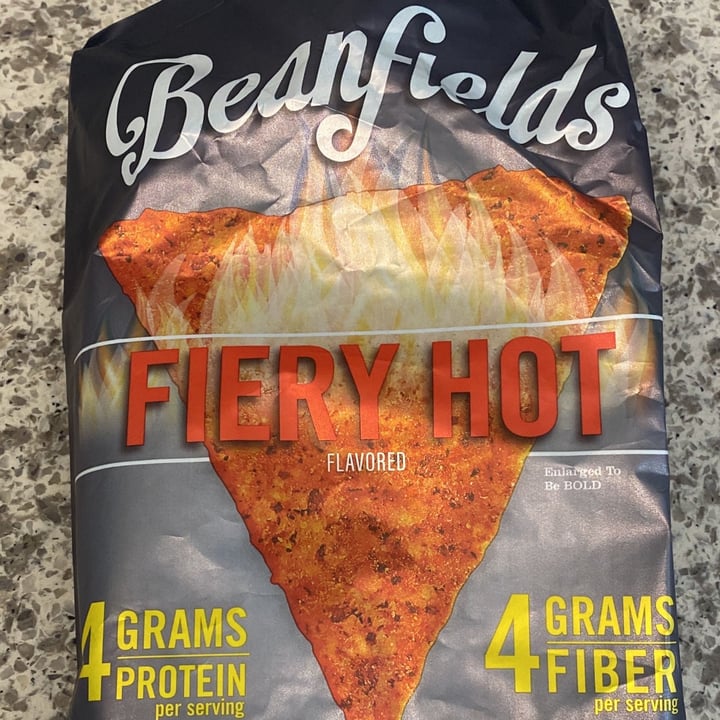 Beanfields
FIERY HOT
FLAVORED
Enlarged To
Be BOLD
4 GRAMS
PROTEIN
per serving
4 GRAMS
FIBER
per serving